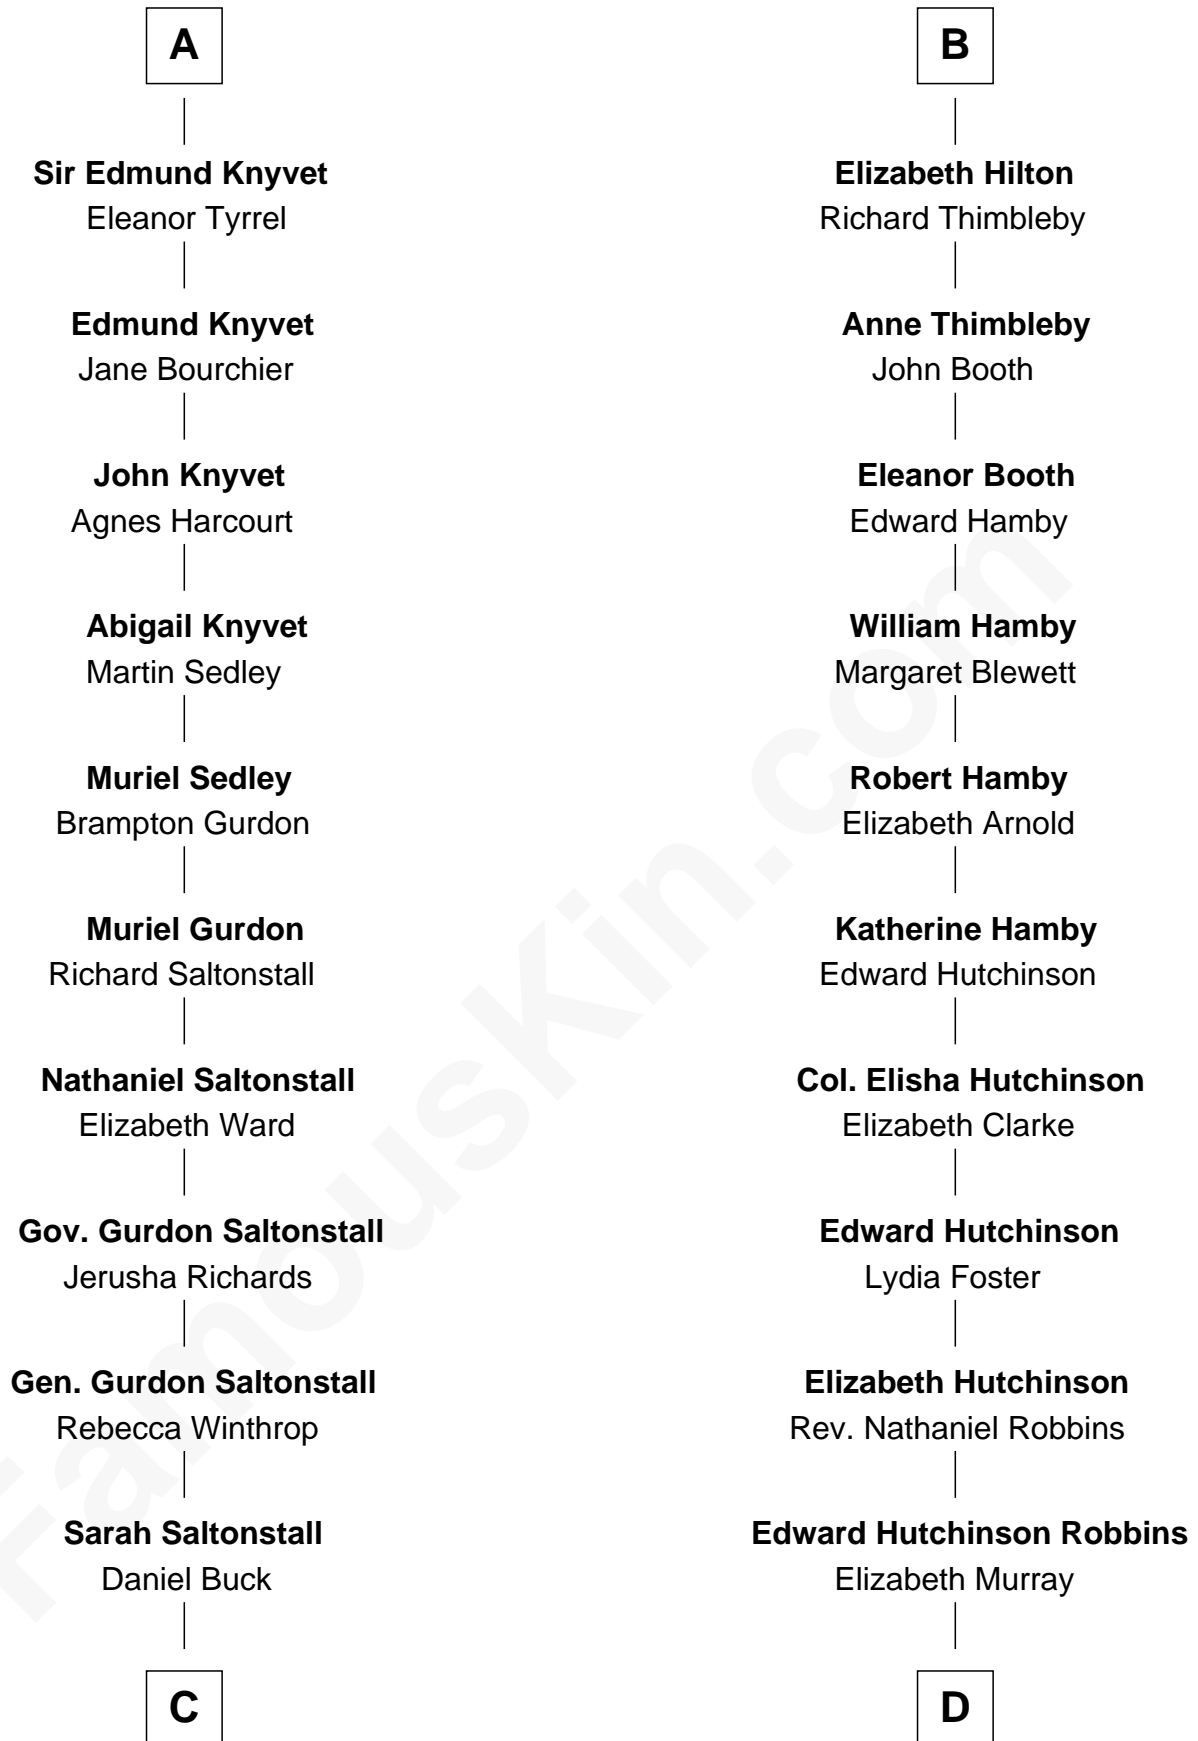 A
Sir Edmund Knyvet
Eleanor Tyrrel
Edmund Knyvet
Jane Bourchier
John Knyvet
Agnes Harcourt
Abigail Knyvet
Martin Sedley
Muriel Sedley
Brampton Gurdon
Muriel Gurdon
Richard Saltonstall
Nathaniel Saltonstall
Elizabeth Ward
Gov. Gurdon Saltonstall
Jerusha Richards
Gen. Gurdon Saltonstall
Rebecca Winthrop
Sarah Saltonstall
Daniel Buck
C
B
Elizabeth Hilton
Richard Thimbleby
Anne Thimbleby
John Booth
Eleanor Booth
Edward Hamby
William Hamby
Margaret Blewett
Robert Hamby
Elizabeth Arnold
Katherine Hamby
Edward Hutchinson
Col. Elisha Hutchinson
Elizabeth Clarke
Edward Hutchinson
Lydia Foster
Elizabeth Hutchinson
Rev. Nathaniel Robbins
Edward Hutchinson Robbins
Elizabeth Murray
D
FamousKin.com